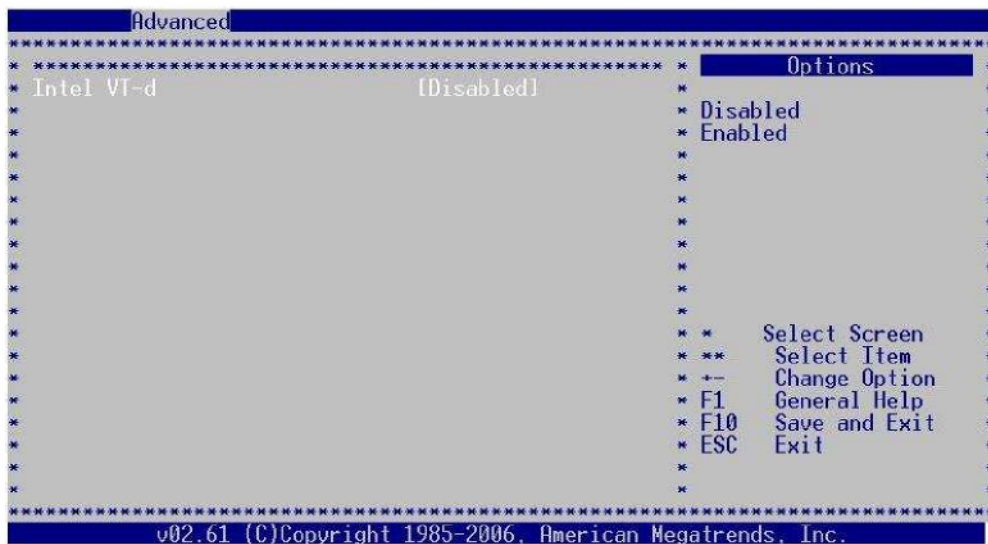 Advanced
Options
Intel VT-d [Disabled]
Disabled
Enabled
* Select Screen
** Select Item
+- Change Option
F1 General Help
F10 Save and Exit
ESC Exit
v02.61 (C)Copyright 1985-2006, American Megatrends, Inc.